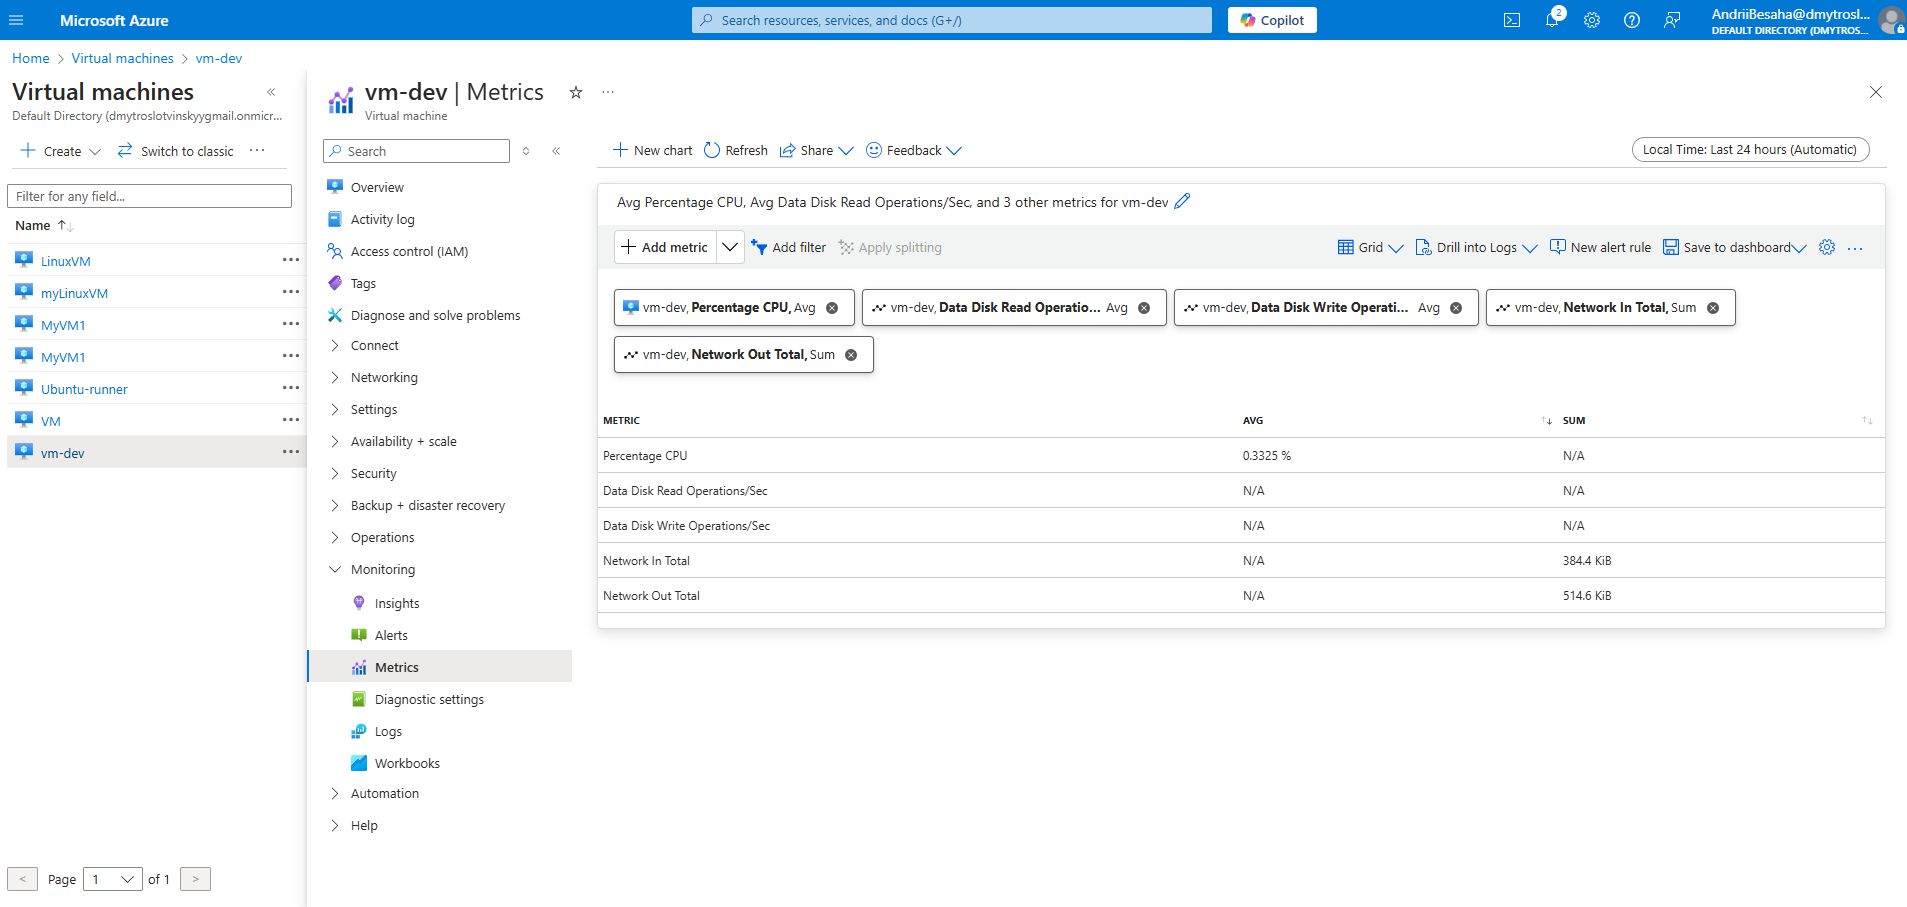 Microsoft Azure
Search resources, services, and docs (G+/)
Copilot
2
AndriiBesaha@dmytrosl...
DEFAULT DIRECTORY (DMYTROS...
Home > Virtual machines > vm-dev
Virtual machines
Default Directory (dmytroslotvinskyygmail.onmicr...
Create
Switch to classic
Filter for any field...
Name
LinuxVM
myLinuxVM
MyVM1
MyVM1
Ubuntu-runner
VM
vm-dev
Page 1 of 1
vm-dev | Metrics
Virtual machine
Search
Overview
Activity log
Access control (IAM)
Tags
Diagnose and solve problems
Connect
Networking
Settings
Availability + scale
Security
Backup + disaster recovery
Operations
Monitoring
Insights
Alerts
Metrics
Diagnostic settings
Logs
Workbooks
Automation
Help
New chart Refresh Share Feedback
Local Time: Last 24 hours (Automatic)
Avg Percentage CPU, Avg Data Disk Read Operations/Sec, and 3 other metrics for vm-dev
Add metric Add filter Apply splitting Grid Drill into Logs New alert rule Save to dashboard
vm-dev, Percentage CPU, Avg
vm-dev, Data Disk Read Operatio... Avg
vm-dev, Data Disk Write Operati... Avg
vm-dev, Network In Total, Sum
vm-dev, Network Out Total, Sum
METRIC AVG SUM
Percentage CPU 0.3325 % N/A
Data Disk Read Operations/Sec N/A N/A
Data Disk Write Operations/Sec N/A N/A
Network In Total N/A 384.4 KiB
Network Out Total N/A 514.6 KiB